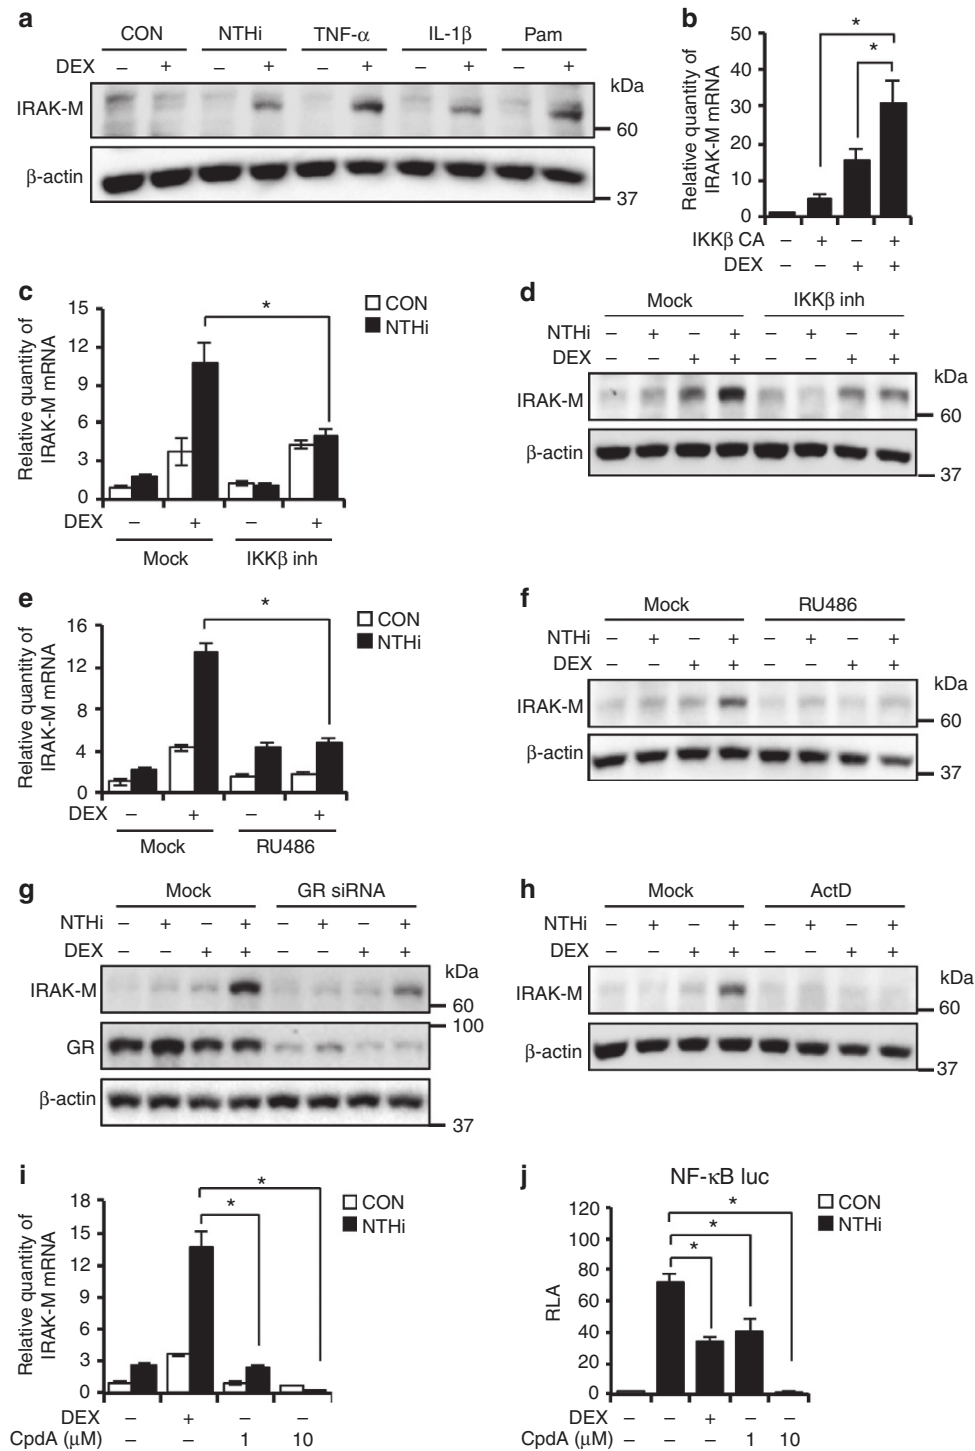 a
CON NTHi TNF-α IL-1β Pam
DEX – + – + – + – + – +
kDa
IRAK-M
60
β-actin
37
b
Relative quantity of
IRAK-M mRNA
50
40
30
20
10
0
* *
IKKβ CA – + – +
DEX – – + +
c
Relative quantity of
IRAK-M mRNA
15
12
9
6
3
0
*
CON
NTHi
DEX – + – +
Mock IKKβ inh
d
Mock IKKβ inh
NTHi – + – + – + – +
DEX – – + + – – + +
kDa
IRAK-M
60
β-actin
37
e
Relative quantity of
IRAK-M mRNA
16
12
8
4
0
*
CON
NTHi
DEX – + – +
Mock RU486
f
Mock RU486
NTHi – + – + – + – +
DEX – – + + – – + +
kDa
IRAK-M
60
β-actin
37
g
Mock GR siRNA
NTHi – + – + – + – +
DEX – – + + – – + +
kDa
IRAK-M
60
100
GR
β-actin
37
h
Mock ActD
NTHi – + – + – + – +
DEX – – + + – – + +
kDa
IRAK-M
60
β-actin
37
i
Relative quantity of
IRAK-M mRNA
18
15
12
9
6
3
0
*
*
CON
NTHi
DEX – + – –
CpdA (μM) – – 1 10
j
NF-κB luc
RLA
120
100
80
60
40
20
0
*
*
*
CON
NTHi
DEX – – + – –
CpdA (μM) – – – 1 10